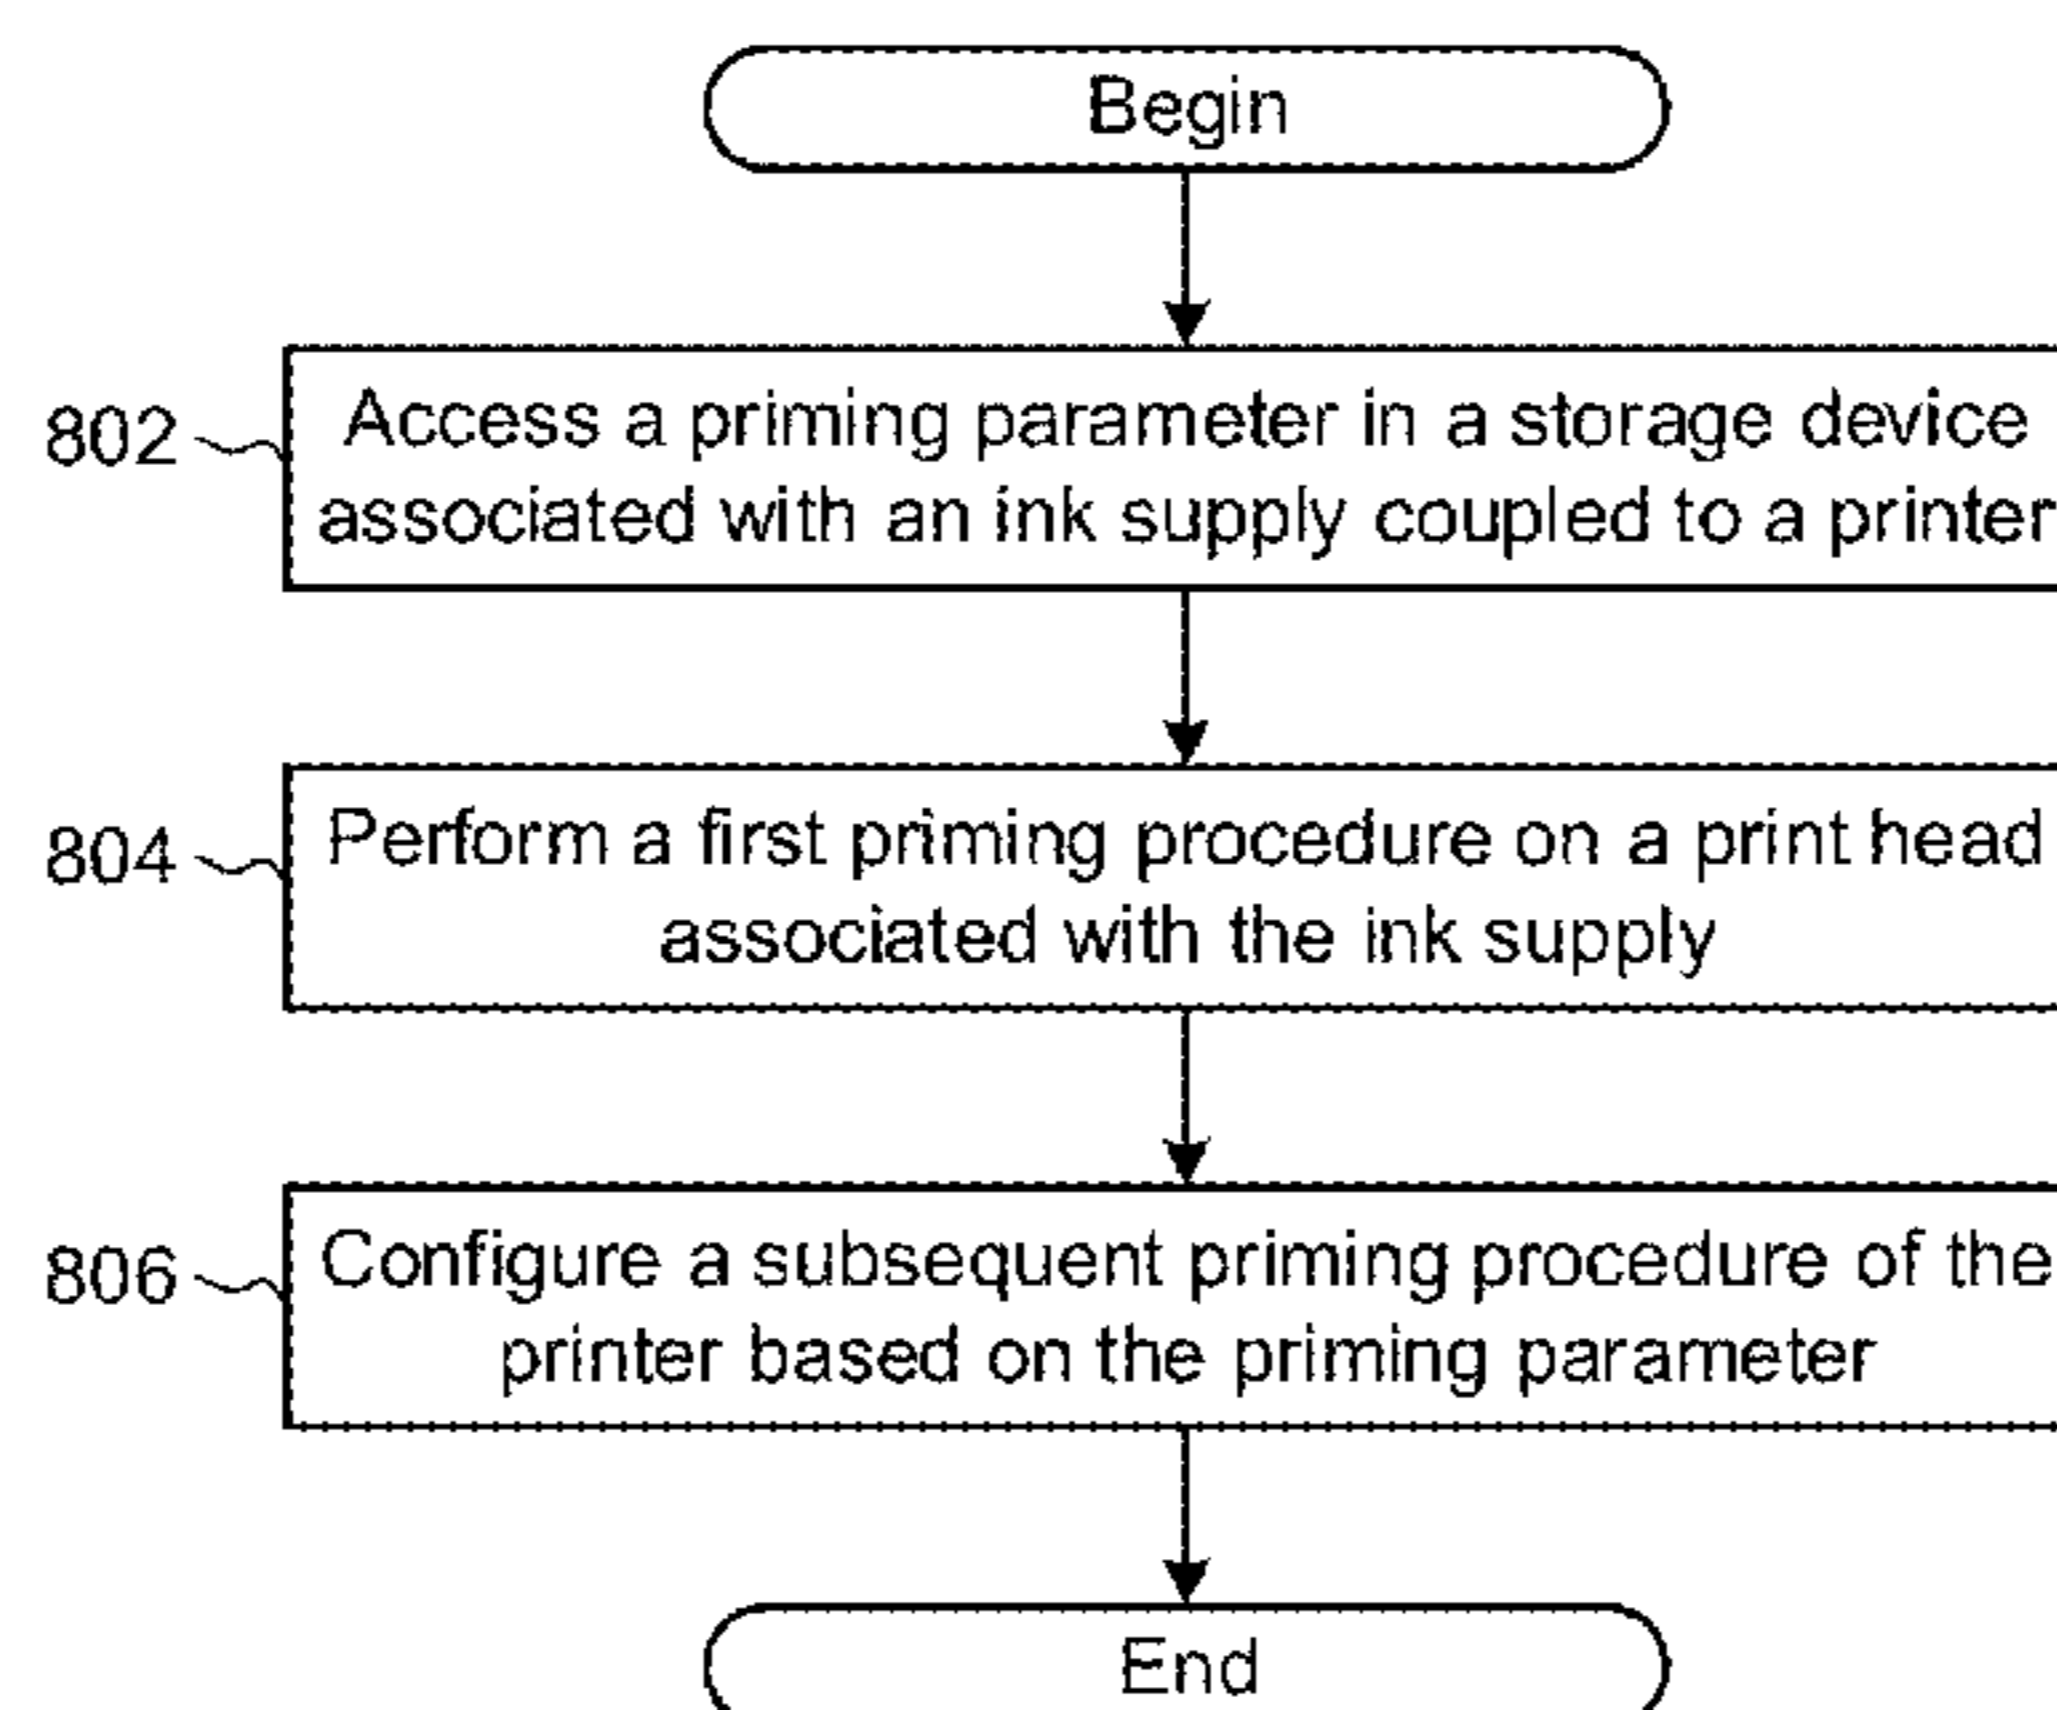 Begin
802
Access a priming parameter in a storage device
associated with an ink supply coupled to a printer
804
Perform a first priming procedure on a print head
associated with the ink supply
806
Configure a subsequent priming procedure of the
printer based on the priming parameter
End